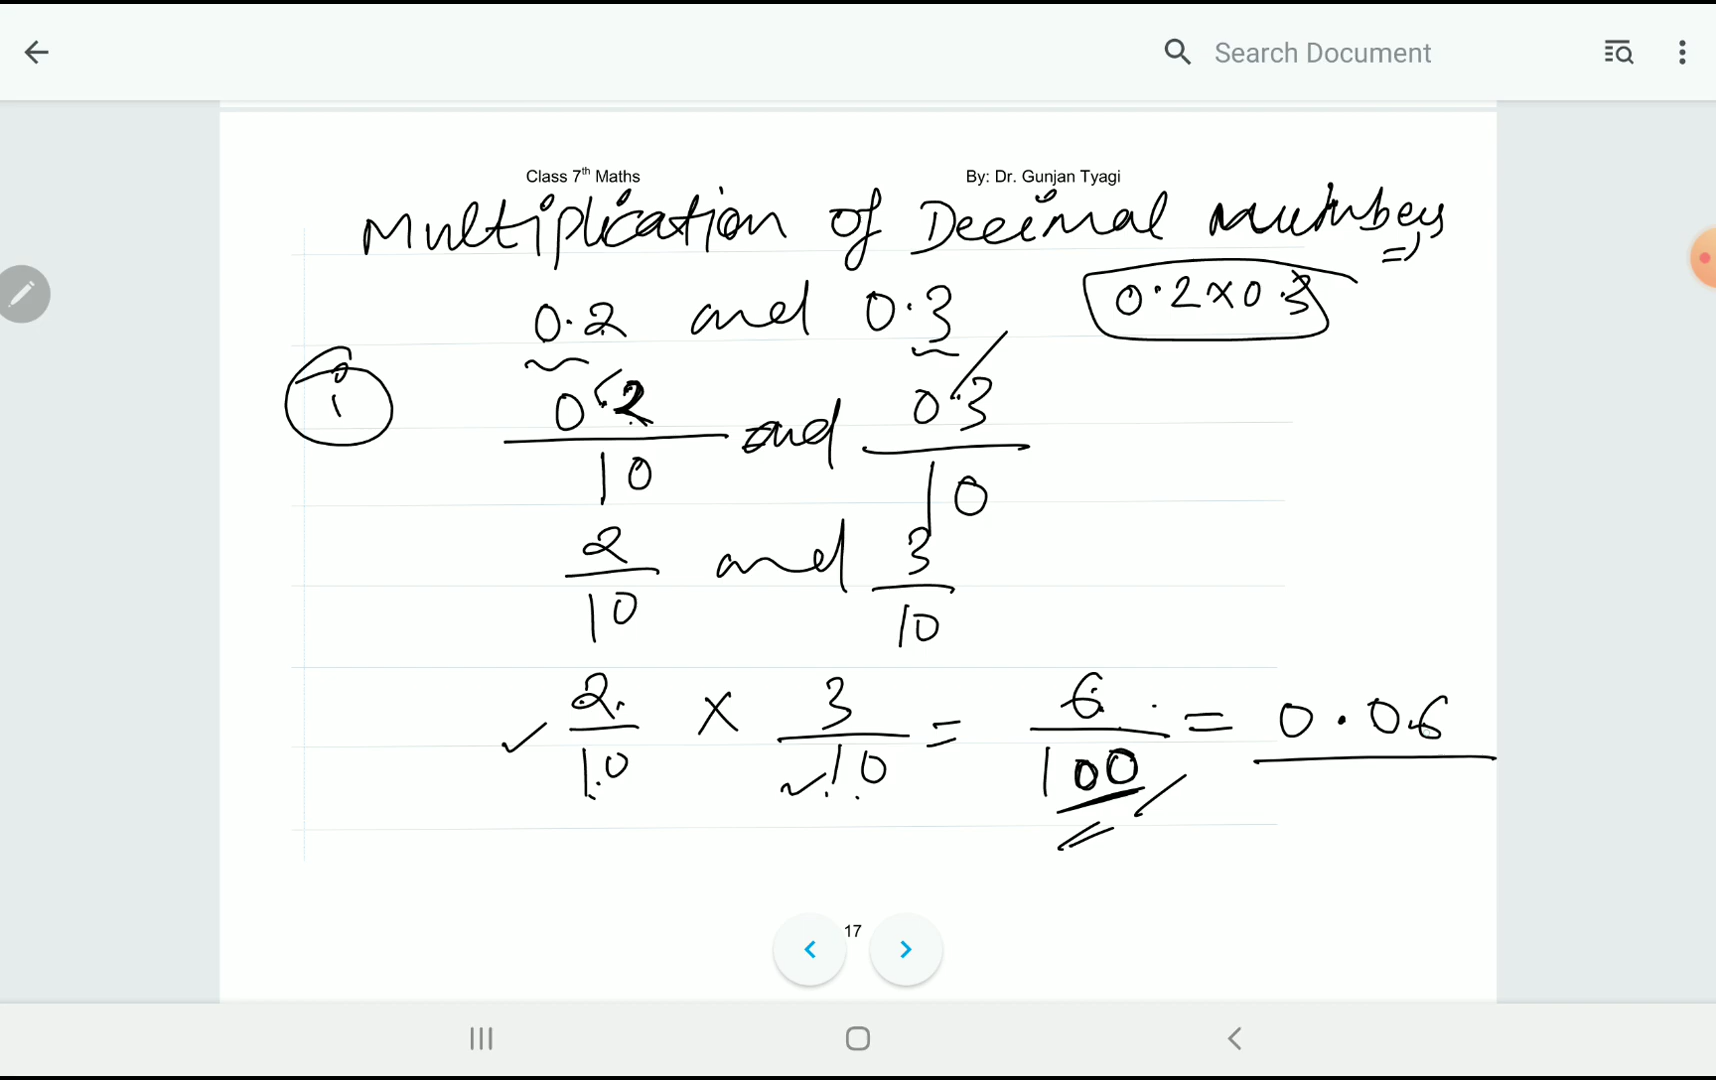 Search Document
Class 7th Maths By: Dr. Gunjan Tyagi
Multiplication of Decimal numbers
0.2 and 0.3 => 0.2 × 0.3
i 0.2/10 and 0.3/10
2/10 and 3/10
2/10 × 3/10 = 6/100 = 0.06
17